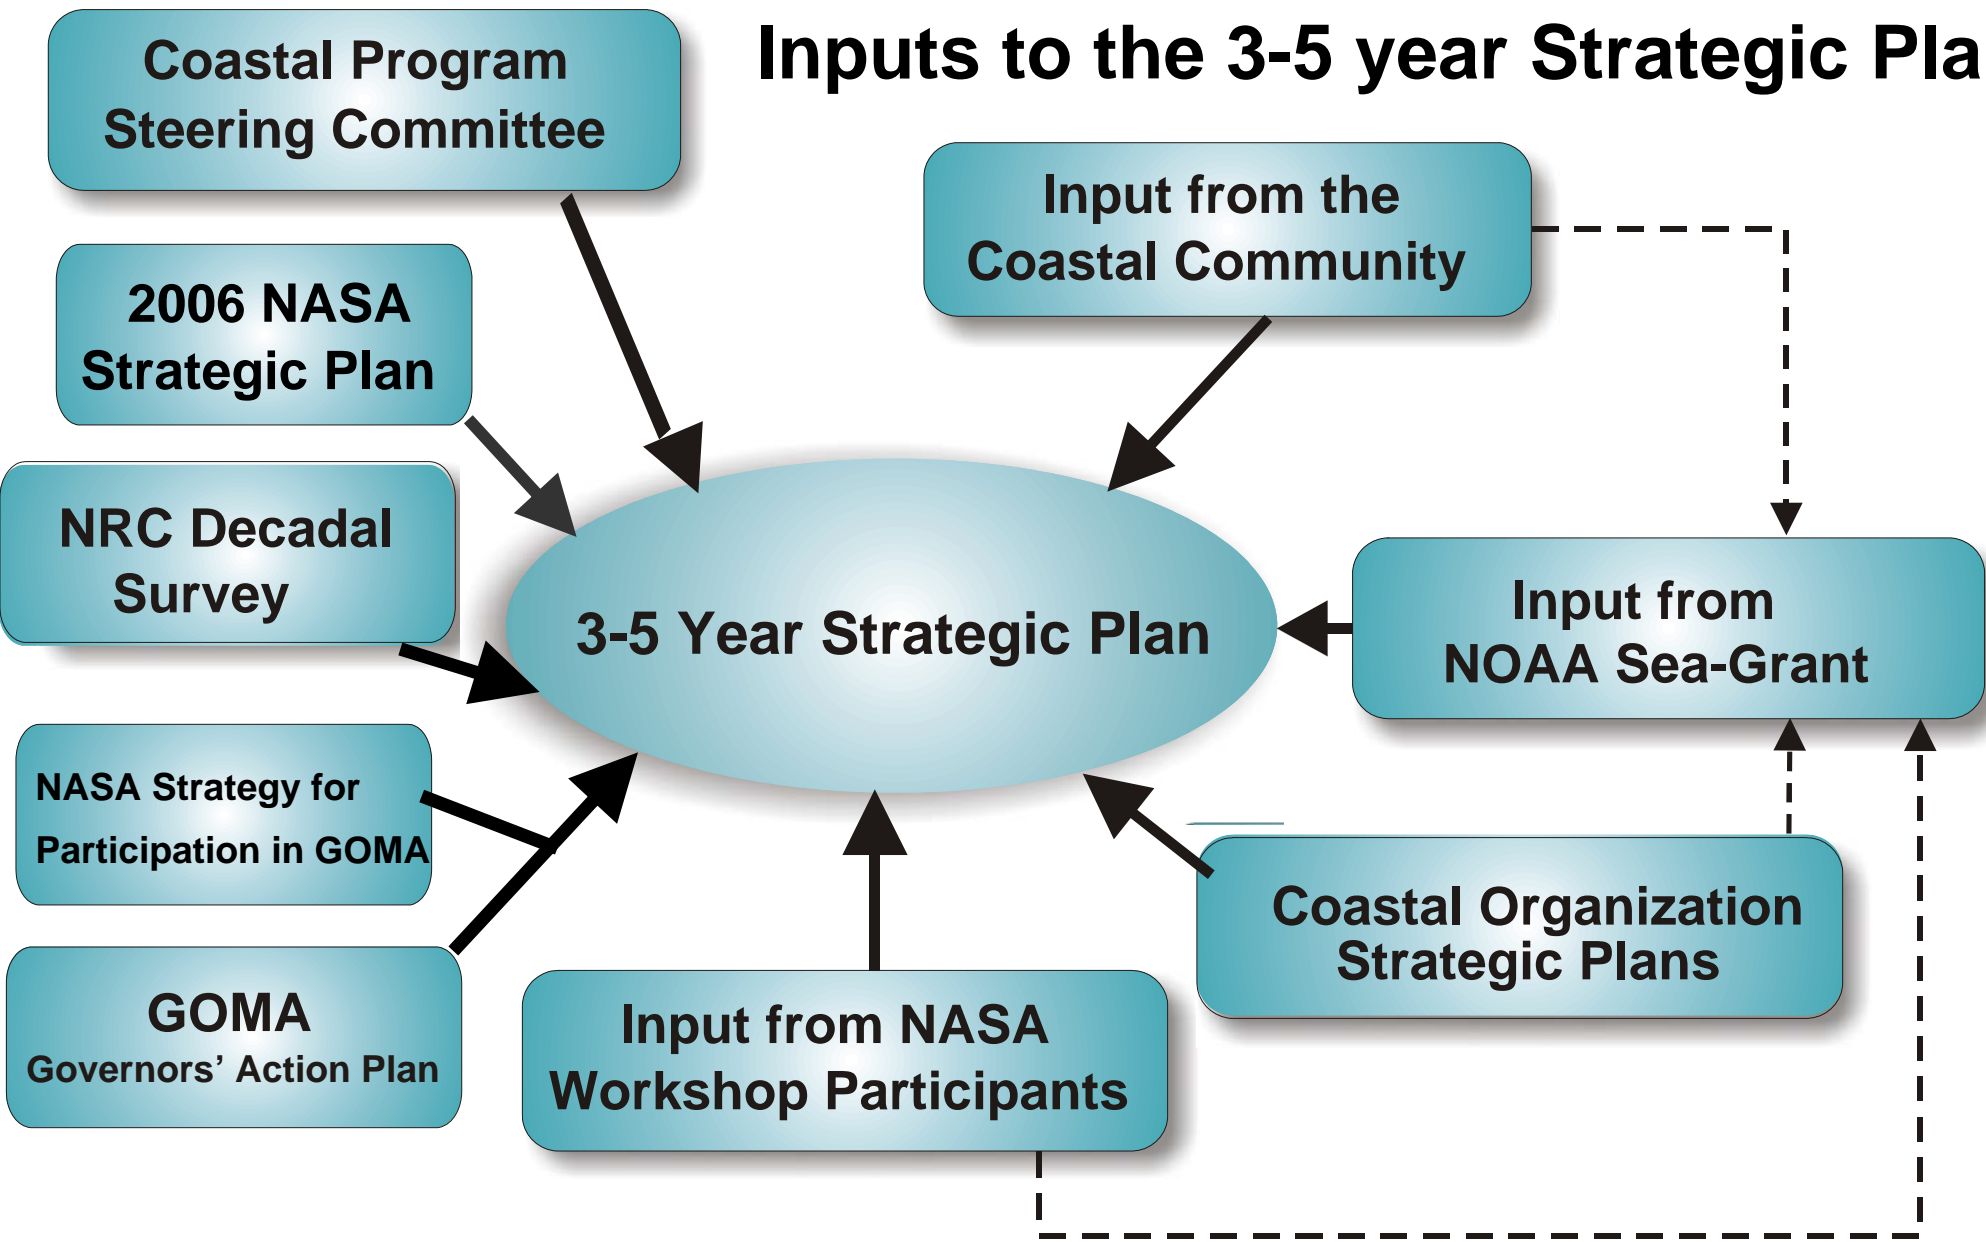 Inputs to the 3-5 year Strategic Pla
Coastal Program
Steering Committee
Input from the
Coastal Community
2006 NASA
Strategic Plan
NRC Decadal
Survey
3-5 Year Strategic Plan
Input from
NOAA Sea-Grant
NASA Strategy for
Participation in GOMA
Coastal Organization
Strategic Plans
GOMA
Governors’ Action Plan
Input from NASA
Workshop Participants